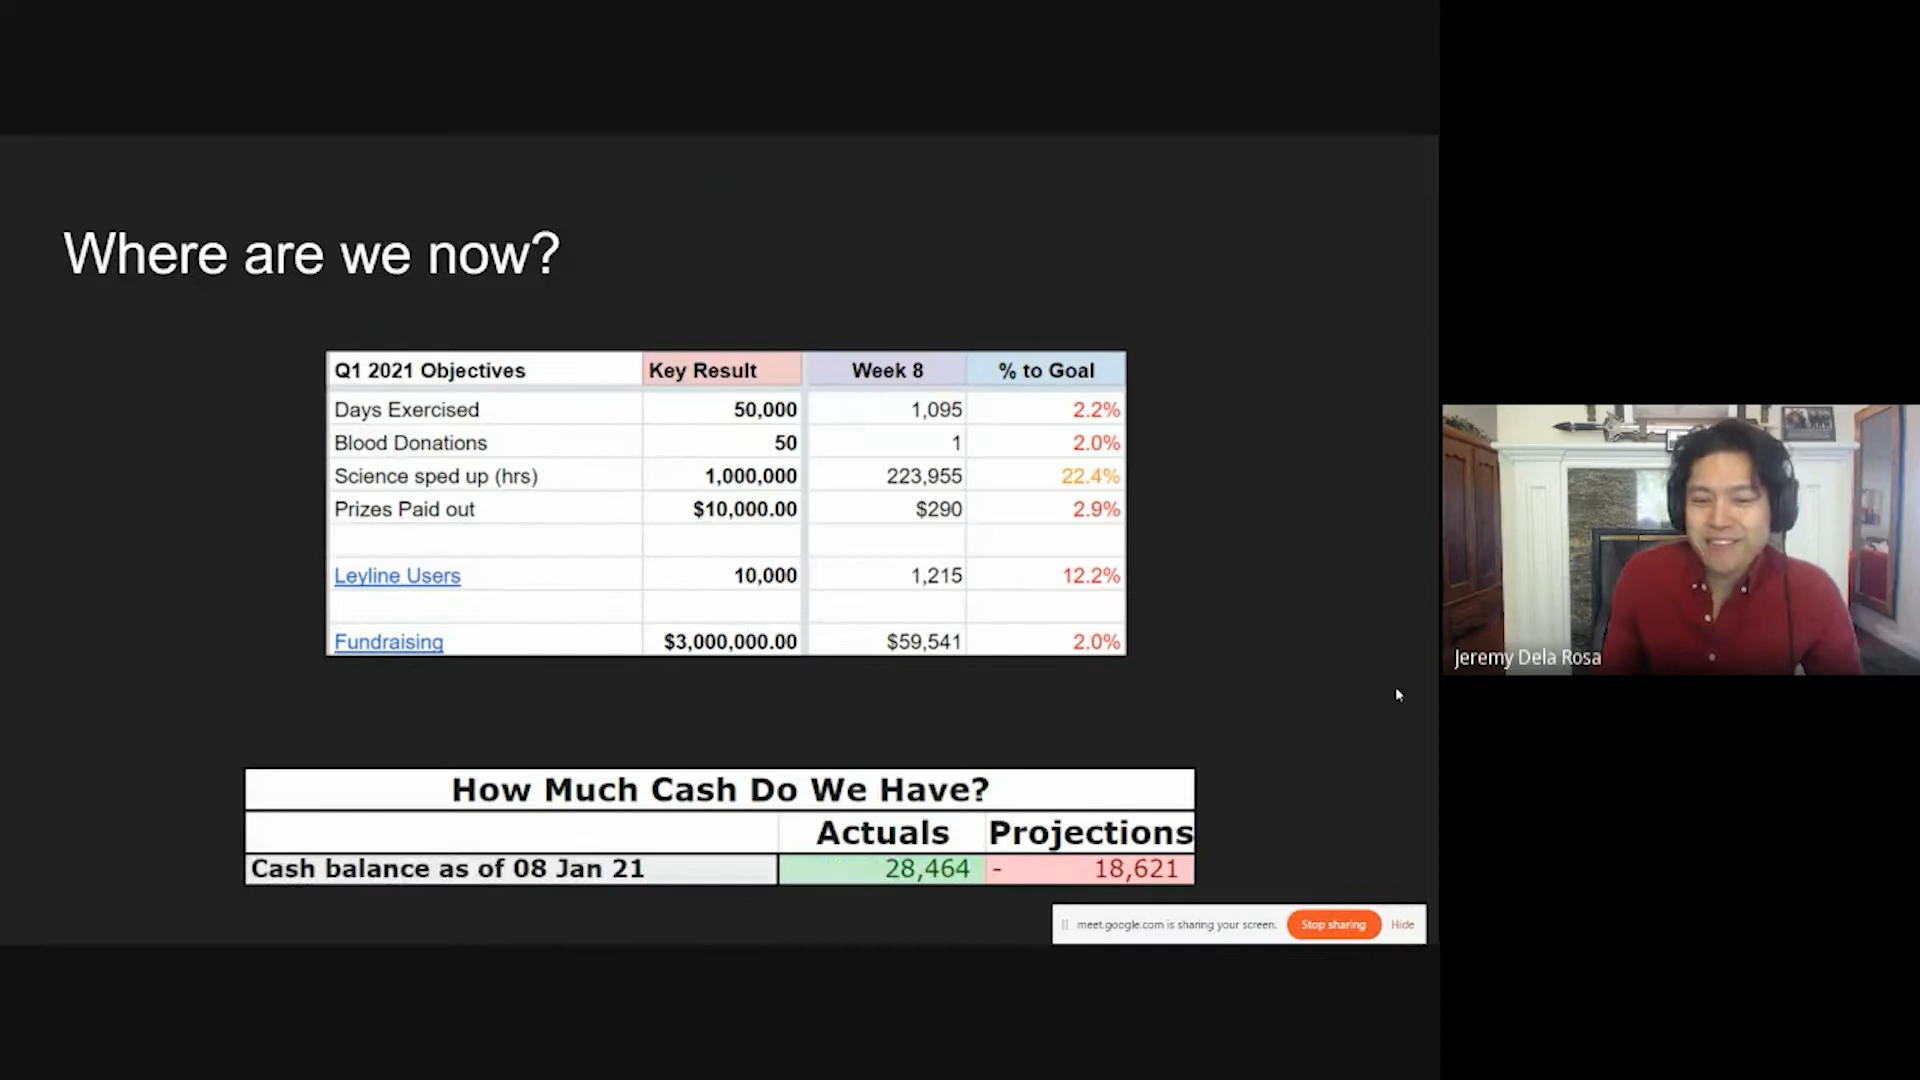 Where are we now?
Q1 2021 Objectives Key Result Week 8 % to Goal
Days Exercised 50,000 1,095 2.2%
Blood Donations 50 1 2.0%
Science sped up (hrs) 1,000,000 223,955 22.4%
Prizes Paid out $10,000.00 $290 2.9%
Leyline Users 10,000 1,215 12.2%
Fundraising $3,000,000.00 $59,541 2.0%
Jeremy Dela Rosa
How Much Cash Do We Have?
Actuals Projections
Cash balance as of 08 Jan 21 28,464 - 18,621
meet.google.com is sharing your screen. Stop sharing Hide